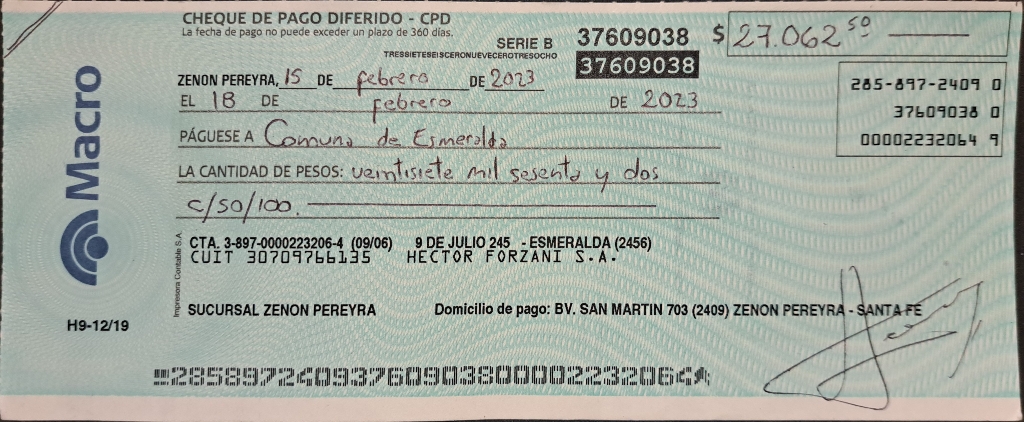 CHEQUE DE PAGO DIFERIDO - CPD
La fecha de pago no puede exceder un plazo de 360 días.
SERIE B 37609038 $ 27.062 50
TRESSIETESEISCERONUEVECEROTRESOCHO 37609038
ZENON PEREYRA, 15 DE febrero DE 2023
EL 18 DE febrero DE 2023
285-897-2409 0
37609038 0
00002232064 9
PÁGUESE A Comuna de Esmeralda
LA CANTIDAD DE PESOS: veintisiete mil sesenta y dos
c/50/100.
Macro
Impresora Contable S.A.
CTA. 3-897-0000223206-4 (09/06) 9 DE JULIO 245 - ESMERALDA (2456)
CUIT 30709766135 HECTOR FORZANI S.A.
SUCURSAL ZENON PEREYRA Domicilio de pago: BV. SAN MARTIN 703 (2409) ZENON PEREYRA - SANTA FE
H9-12/19
28589724093760903800002232064